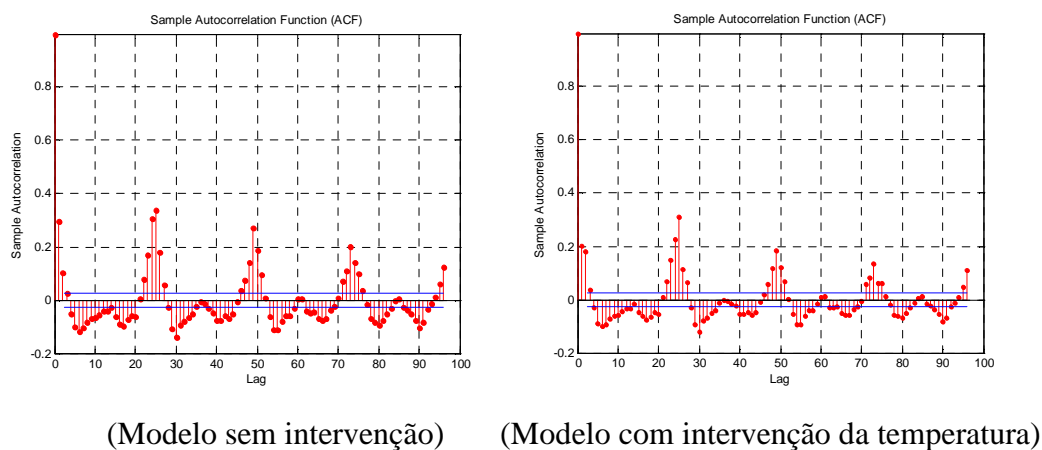 Sample Autocorrelation Function (ACF)
Sample Autocorrelation
0.8
0.6
0.4
0.2
0
-0.2
0 10 20 30 40 50 60 70 80 90 100
Lag
(Modelo sem intervenção)
Sample Autocorrelation Function (ACF)
Sample Autocorrelation
0.8
0.6
0.4
0.2
0
-0.2
0 10 20 30 40 50 60 70 80 90 100
Lag
(Modelo com intervenção da temperatura)